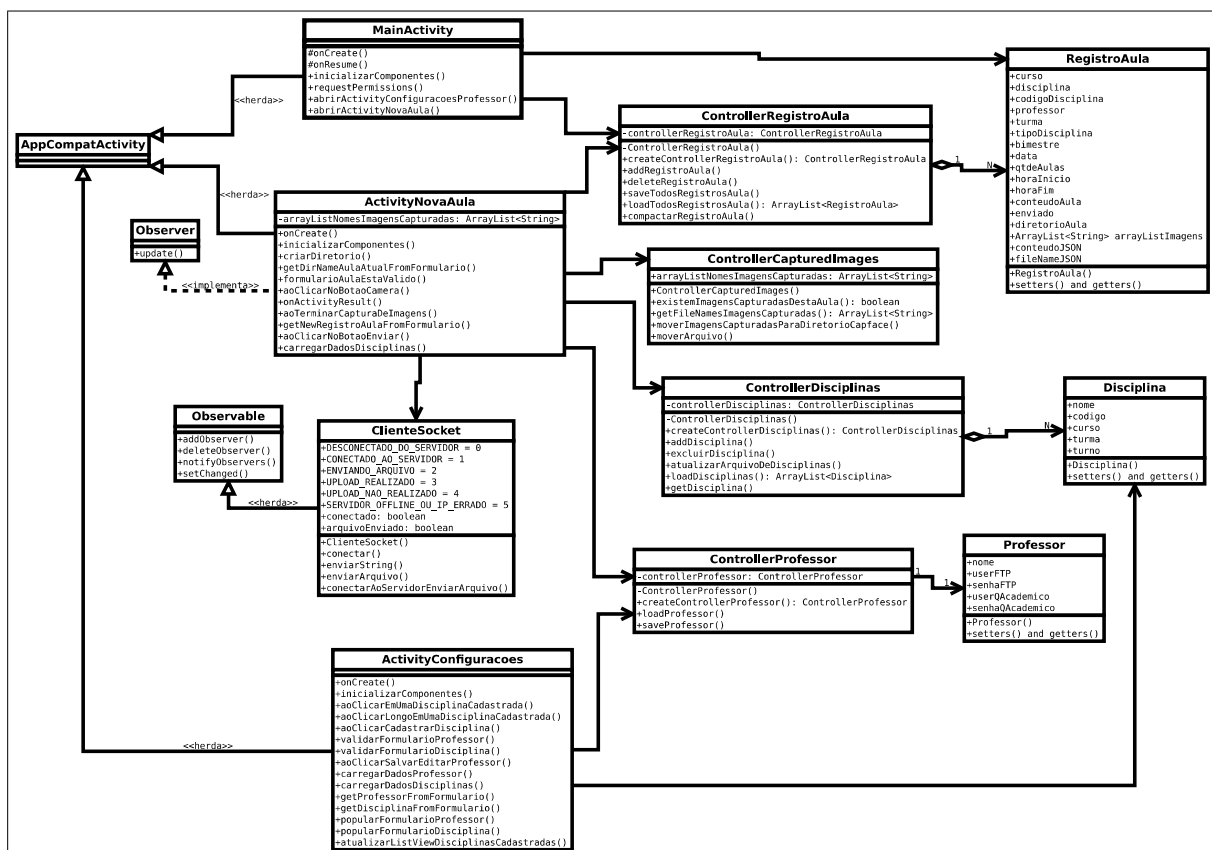 MainActivity
#onCreate()
#onResume()
+inicializarComponentes()
+requestPermissions()
+abrirActivityConfiguracoesProfessor()
+abrirActivityNovaAula()
<<herda>>
AppCompatActivity
<<herda>>
RegistroAula
+curso
+disciplina
+codigoDisciplina
+professor
+turma
+tipoDisciplina
+bimestre
+data
+qtdeAulas
+horaInicio
+horaFim
+conteudoAula
+enviado
+diretorioAula
+ArrayList<String> arrayListImagens
+conteudoJSON
+fileNameJSON
+RegistroAula()
+setters() and getters()
ControllerRegistroAula
-controllerRegistroAula: ControllerRegistroAula
-ControllerRegistroAula()
+createControllerRegistroAula(): ControllerRegistroAula
+addRegistroAula()
+deleteRegistroAula()
+saveTodosRegistrosAula()
+loadTodosRegistrosAula(): ArrayList<RegistroAula>
+compactarRegistroAula()
1
N
ActivityNovaAula
-arrayListNomesImagensCapturadas: ArrayList<String>
+onCreate()
+inicializarComponentes()
+criarDiretorio()
+getDirNameAulaAtualFromFormulario()
+formularioAulaEstaValido()
+aoClicarNoBotaoCamera()
+onActivityResult()
+aoTerminarCapturaDeImagens()
+getNewRegistroAulaFromFormulario()
+aoClicarNoBotaoEnviar()
+carregarDadosDisciplinas()
Observer
+update()
<<implementa>>
ControllerCapturedImages
+arrayListNomesImagensCapturadas: ArrayList<String>
+ControllerCapturedImages()
+existemImagensCapturadasDestaAula(): boolean
+getFileNamesImagensCapturadas(): ArrayList<String>
+moverImagensCapturadasParaDiretorioCapface()
+moverArquivo()
ControllerDisciplinas
-controllerDisciplinas: ControllerDisciplinas
-ControllerDisciplinas()
+createControllerDisciplinas(): ControllerDisciplinas
+addDisciplina()
+excluirDisciplina()
+atualizarArquivoDeDisciplinas()
+loadDisciplinas(): ArrayList<Disciplina>
+getDisciplina()
1
N
Disciplina
+nome
+codigo
+curso
+turma
+turno
+Disciplina()
+setters() and getters()
Observable
+addObserver()
+deleteObserver()
+notifyObservers()
+setChanged()
<<herda>>
ClienteSocket
+DESCONECTADO_DO_SERVIDOR = 0
+CONECTADO_AO_SERVIDOR = 1
+ENVIANDO_ARQUIVO = 2
+UPLOAD_REALIZADO = 3
+UPLOAD_NAO_REALIZADO = 4
+SERVIDOR_OFFLINE_OU_IP_ERRADO = 5
+conectado: boolean
+arquivoEnviado: boolean
+ClienteSocket()
+conectar()
+enviarString()
+enviarArquivo()
+conectarAoServidorEnviarArquivo()
ControllerProfessor
-controllerProfessor: ControllerProfessor
-ControllerProfessor()
+createControllerProfessor(): ControllerProfessor
+loadProfessor()
+saveProfessor()
1
1
Professor
+nome
+userFTP
+senhaFTP
+userQAcademico
+senhaQAcademico
+Professor()
+setters() and getters()
ActivityConfiguracoes
+onCreate()
+inicializarComponentes()
+aoClicarEmUmaDisciplinaCadastrada()
+aoClicarLongoEmUmaDisciplinaCadastrada()
+aoClicarCadastrarDisciplina()
+validarFormularioProfessor()
+validarFormularioDisciplina()
+aoClicarSalvarEditarProfessor()
+carregarDadosProfessor()
+carregarDadosDisciplinas()
+getProfessorFromFormulario()
+getDisciplinaFromFormulario()
+popularFormularioProfessor()
+popularFormularioDisciplina()
+atualizarListViewDisciplinasCadastradas()
<<herda>>